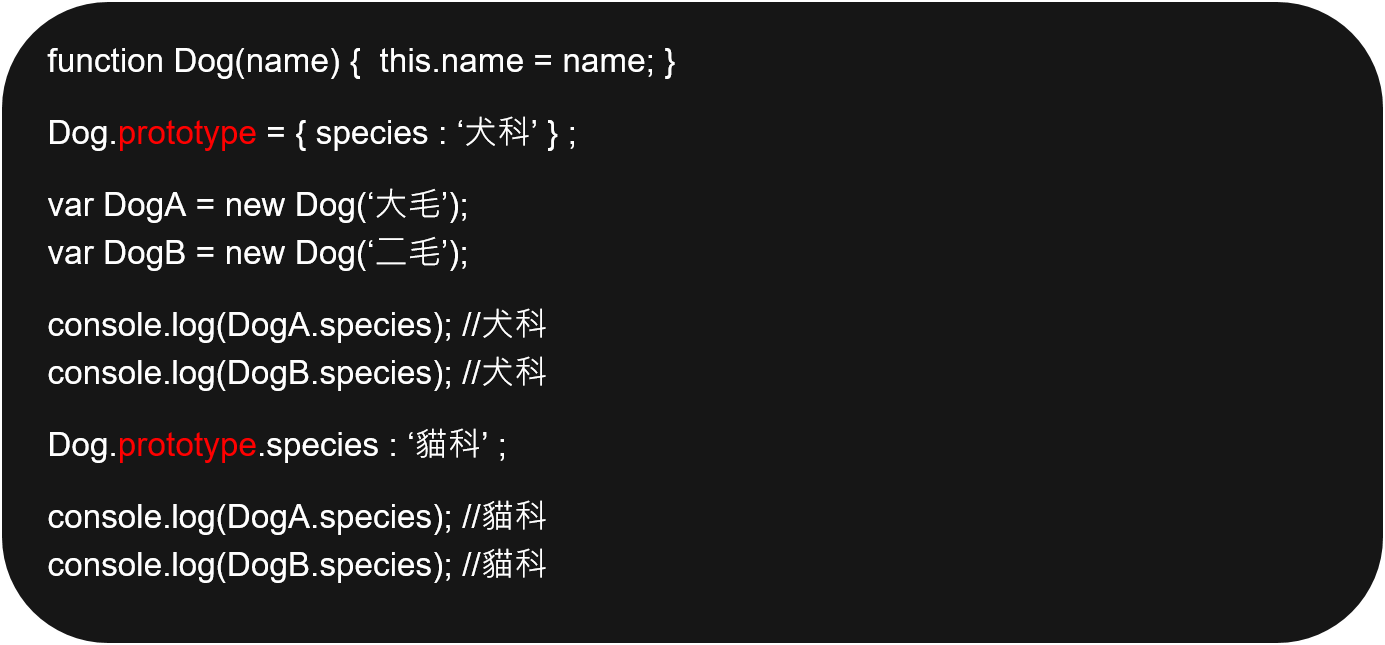 function Dog(name) {  this.name = name; }
Dog.prototype = { species : ‘犬科’ } ;
var DogA = new Dog(‘大毛’);
var DogB = new Dog(‘二毛’);
console.log(DogA.species); //犬科
console.log(DogB.species); //犬科
Dog.prototype.species : ‘貓科’ ;
console.log(DogA.species); //貓科
console.log(DogB.species); //貓科